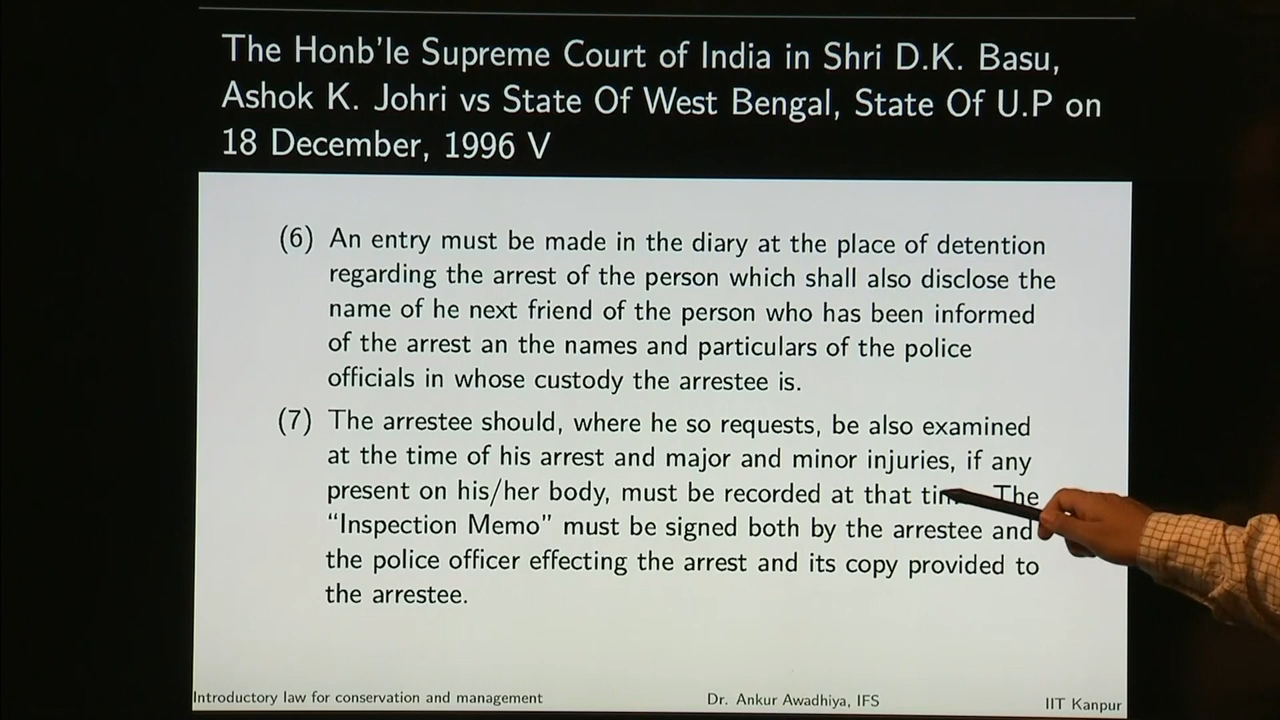 The Honb'le Supreme Court of India in Shri D.K. Basu,
Ashok K. Johri vs State Of West Bengal, State Of U.P on
18 December, 1996 V
(6) An entry must be made in the diary at the place of detention
regarding the arrest of the person which shall also disclose the
name of he next friend of the person who has been informed
of the arrest an the names and particulars of the police
officials in whose custody the arrestee is.
(7) The arrestee should, where he so requests, be also examined
at the time of his arrest and major and minor injuries, if any
present on his/her body, must be recorded at that The
“Inspection Memo” must be signed both by the arrestee and
the police officer effecting the arrest and its copy provided to
the arrestee.
Introductory law for conservation and management Dr. Ankur Awadhiya, IFS IIT Kanpur